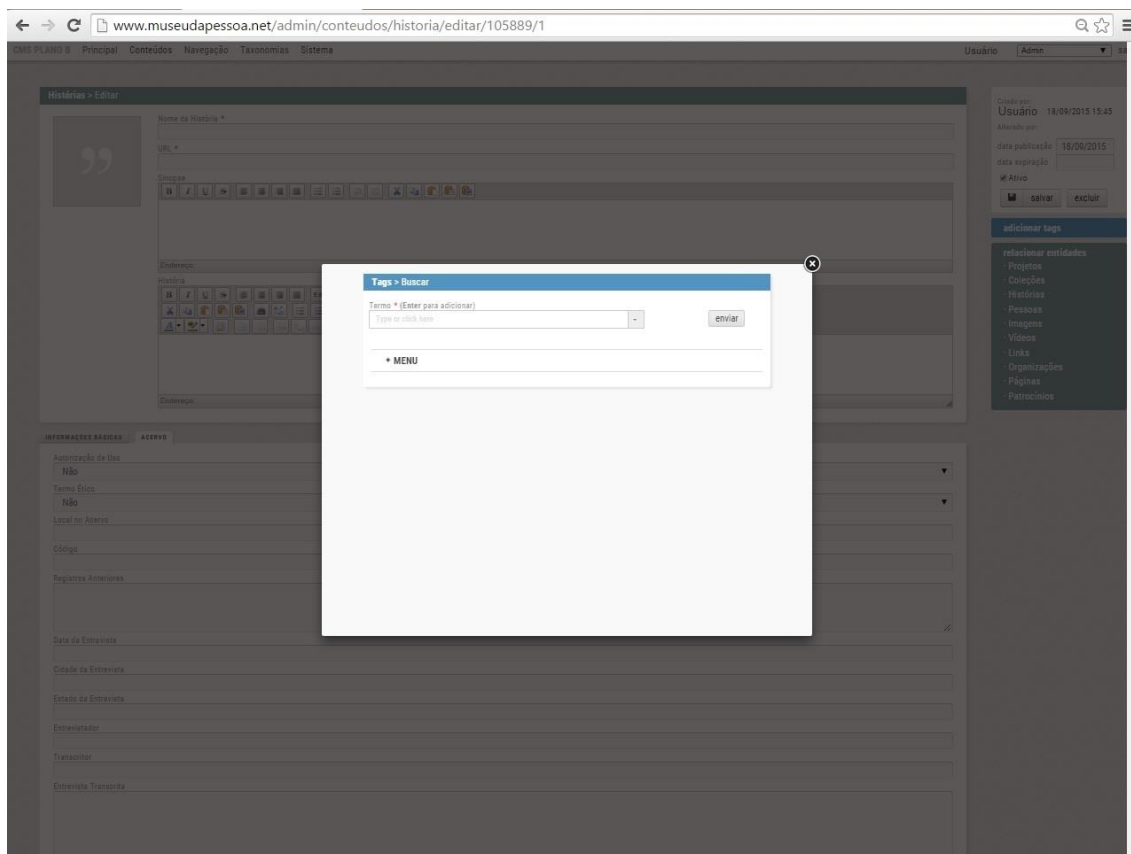 www.museudapessoa.net/admin/conteudos/historia/editar/105889/1
CMS PLANO B Principal Conteúdos Navegação Taxonomias Sistema
Usuário Admin
Histórias > Editar
Nome da História *
URL *
Sinopse
Endereço:
História
Endereço:
Criado por:
Usuário 18/09/2015 15:45
Alterado por:
data publicação 18/09/2015
data expiração
Ativo
salvar excluir
adicionar tags
relacionar entidades
· Projetos
· Coleções
· Histórias
· Pessoas
· Imagens
· Vídeos
· Links
· Organizações
· Páginas
· Patrocínios
Tags > Buscar
Termo * (Enter para adicionar)
Type or click here
-
enviar
+ MENU
INFORMAÇÕES BÁSICAS ACERVO
Autorização de Uso
Não
Termo Ético
Não
Local no Acervo
Código
Registros Anteriores
Data da Entrevista
Cidade da Entrevista
Estado da Entrevista
Entrevistador
Transcritor
Entrevista Transcrita